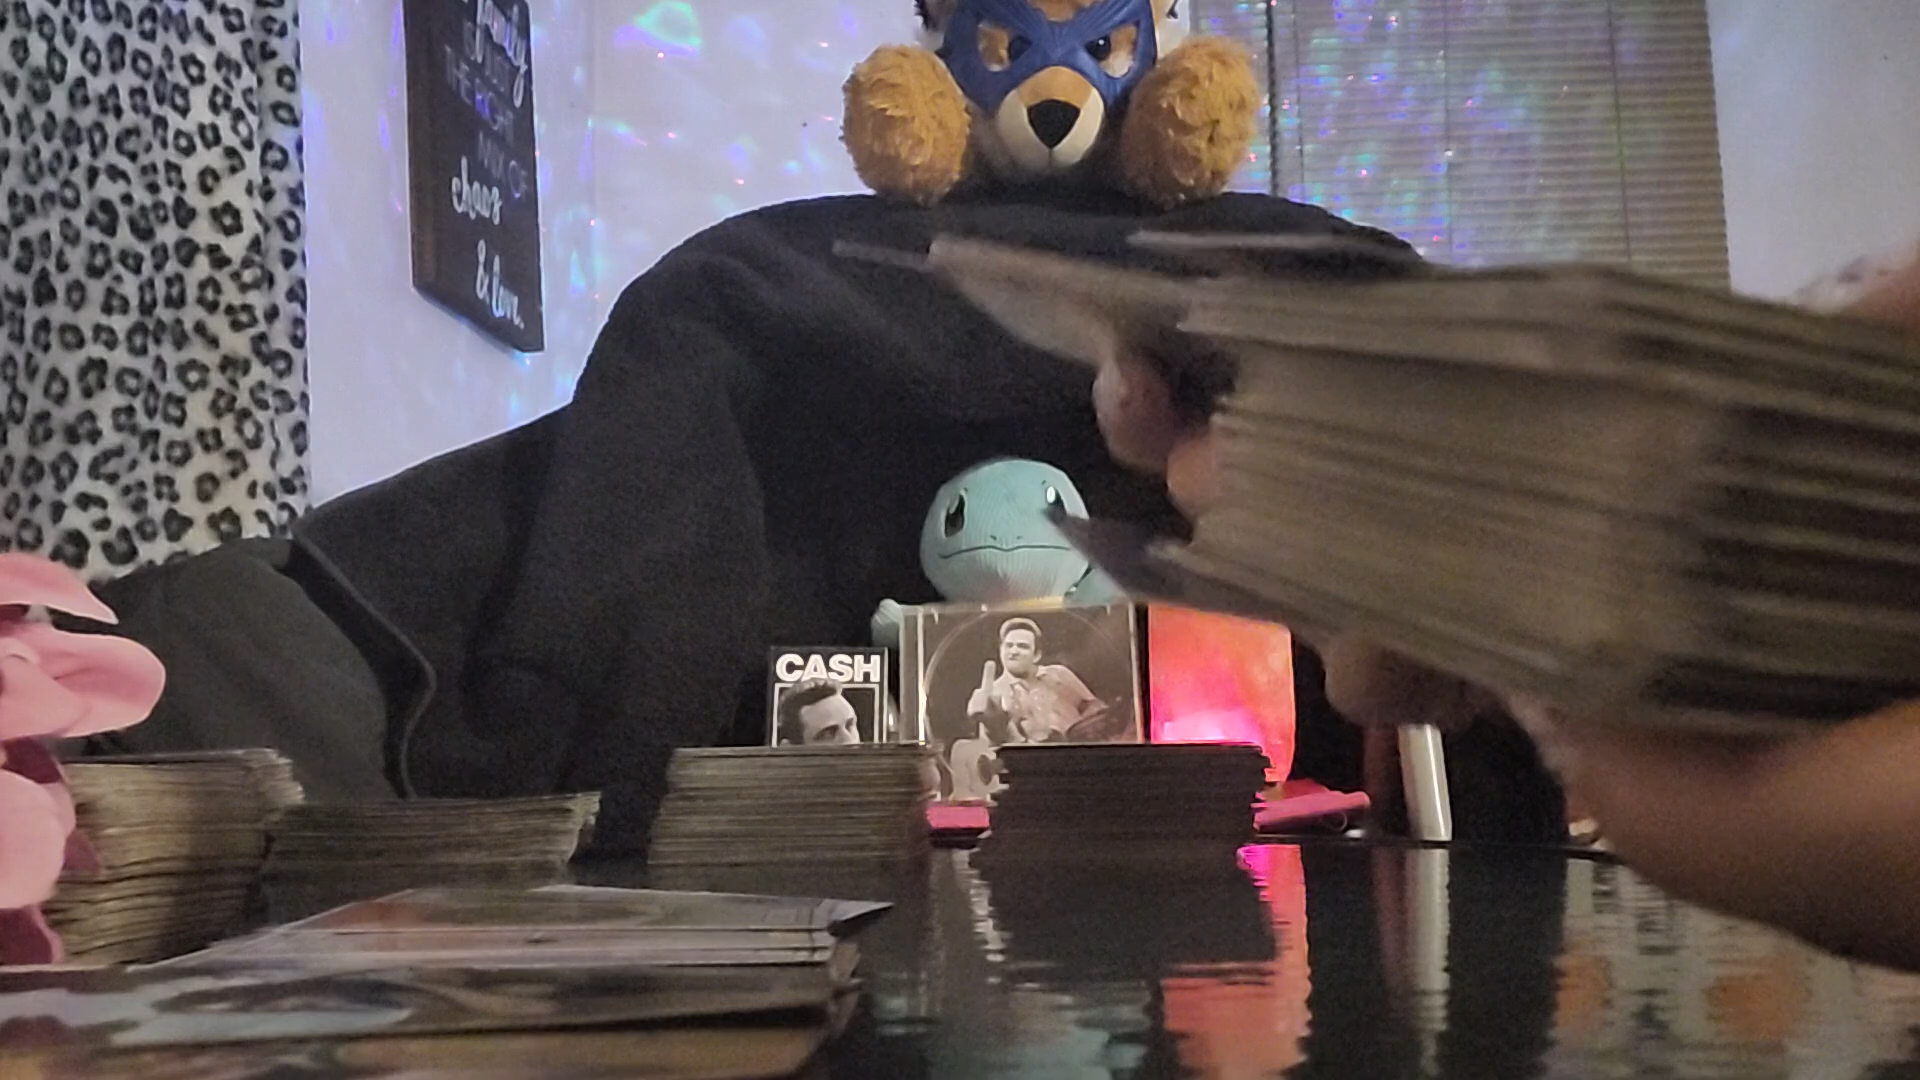 family
THE RIGHT
MIX OF
chaos
& love.
CASH